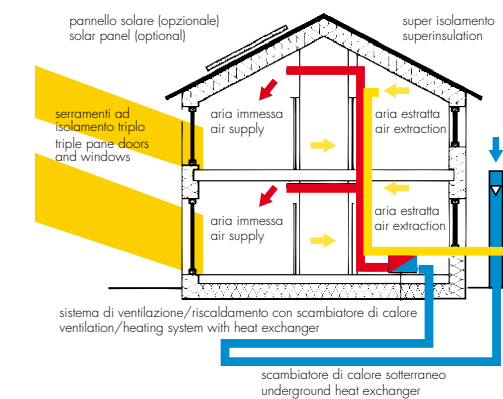 pannello solare (opzionale)
solar panel (optional)
super isolamento
superinsulation
serramenti ad
isolamento triplo
triple pane doors
and windows
aria immessa
air supply
aria estratta
air extraction
aria immessa
air supply
aria estratta
air extraction
sistema di ventilazione/riscaldamento con scambiatore di calore
ventilation/heating system with heat exchanger
scambiatore di calore sotterraneo
underground heat exchanger